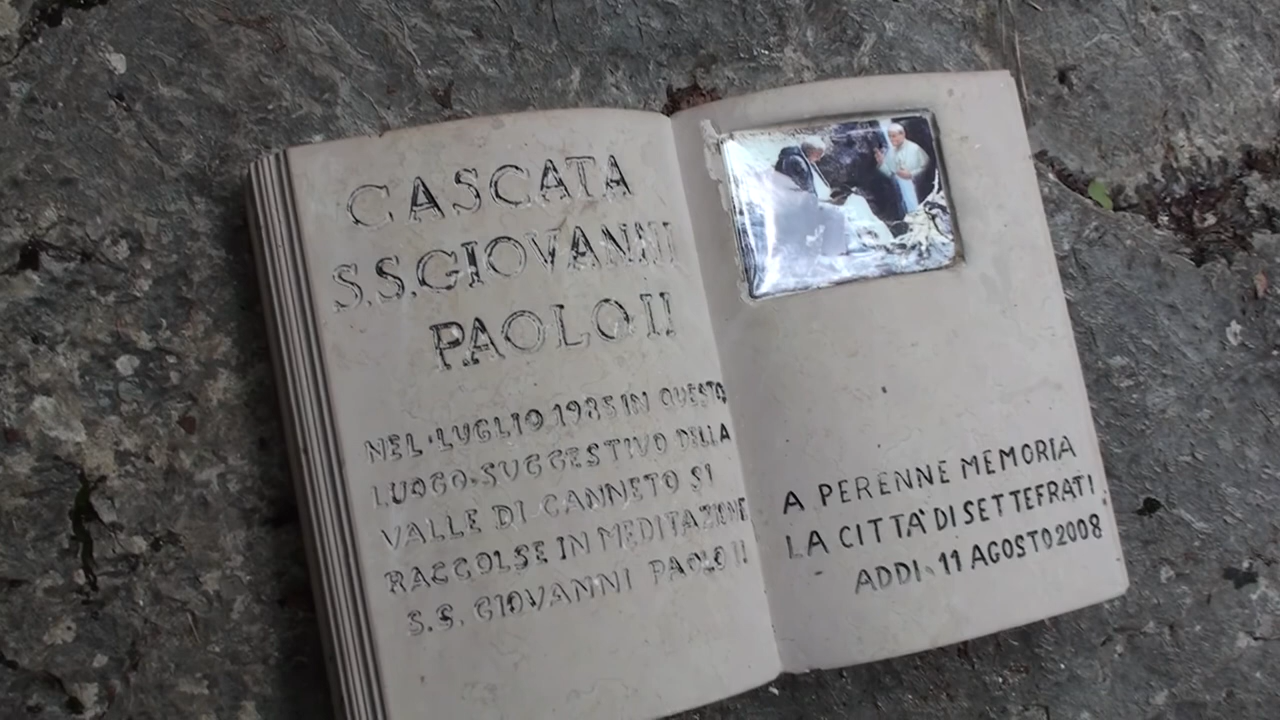 CASCATA
S.S.GIOVANNI
PAOLO II
NEL LUGLIO 1985 IN QUESTO
LUOGO SUGGESTIVO DELLA
VALLE DI CANNETO SI
RACCOLSE IN MEDITAZIONE
S.S. GIOVANNI PAOLO II
A PERENNE MEMORIA
LA CITTA' DI SETTEFRATI
ADDI 11 AGOSTO 2008